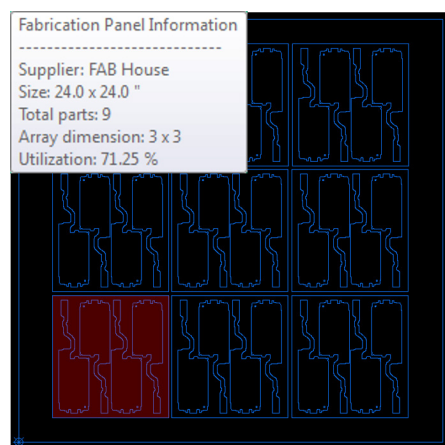 Fabrication Panel Information
----------------------------
Supplier: FAB House
Size: 24.0 x 24.0 "
Total parts: 9
Array dimension: 3 x 3
Utilization: 71.25 %